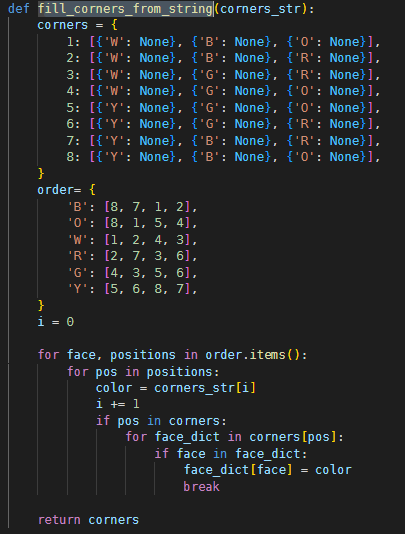 def fill_corners_from_string(corners_str):
    corners = {
        1: [{'W': None}, {'B': None}, {'O': None}],
        2: [{'W': None}, {'B': None}, {'R': None}],
        3: [{'W': None}, {'G': None}, {'R': None}],
        4: [{'W': None}, {'G': None}, {'O': None}],
        5: [{'Y': None}, {'G': None}, {'O': None}],
        6: [{'Y': None}, {'G': None}, {'R': None}],
        7: [{'Y': None}, {'B': None}, {'R': None}],
        8: [{'Y': None}, {'B': None}, {'O': None}],
    }
    order= {
        'B': [8, 7, 1, 2],
        'O': [8, 1, 5, 4],
        'W': [1, 2, 4, 3],
        'R': [2, 7, 3, 6],
        'G': [4, 3, 5, 6],
        'Y': [5, 6, 8, 7],
    }
    i = 0

    for face, positions in order.items():
        for pos in positions:
            color = corners_str[i]
            i += 1
            if pos in corners:
                for face_dict in corners[pos]:
                    if face in face_dict:
                        face_dict[face] = color
                        break

    return corners